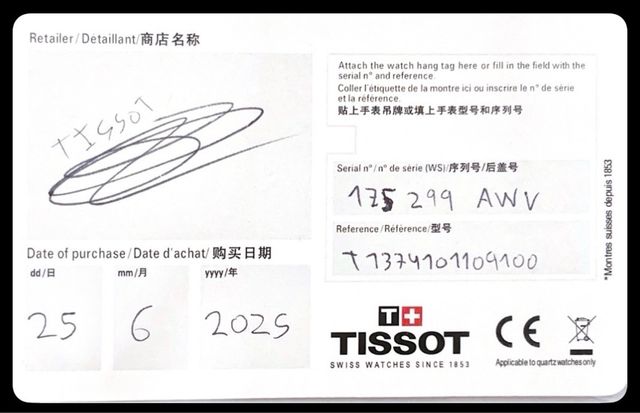 Retailer/Detaillant/商店名称
TISSOT
Date of purchase/Date d'achat/购买日期
dd/日 mm/月 yyyy/年
25 6 2025
Attach the watch hang tag here or fill in the field with the
serial n° and reference.
Coller l'étiquette de la montre ici ou inscrire le n° de série
et la référence.
贴上手表吊牌或填上手表型号和序列号
Serial n°/n° de série (WS)/序列号/后盖号
175 299 AWV
Reference/Référence/型号
T1374101109100
*Montres suisses depuis 1853
T+
TISSOT
SWISS WATCHES SINCE 1853
CE
Applicable to quartz watches only